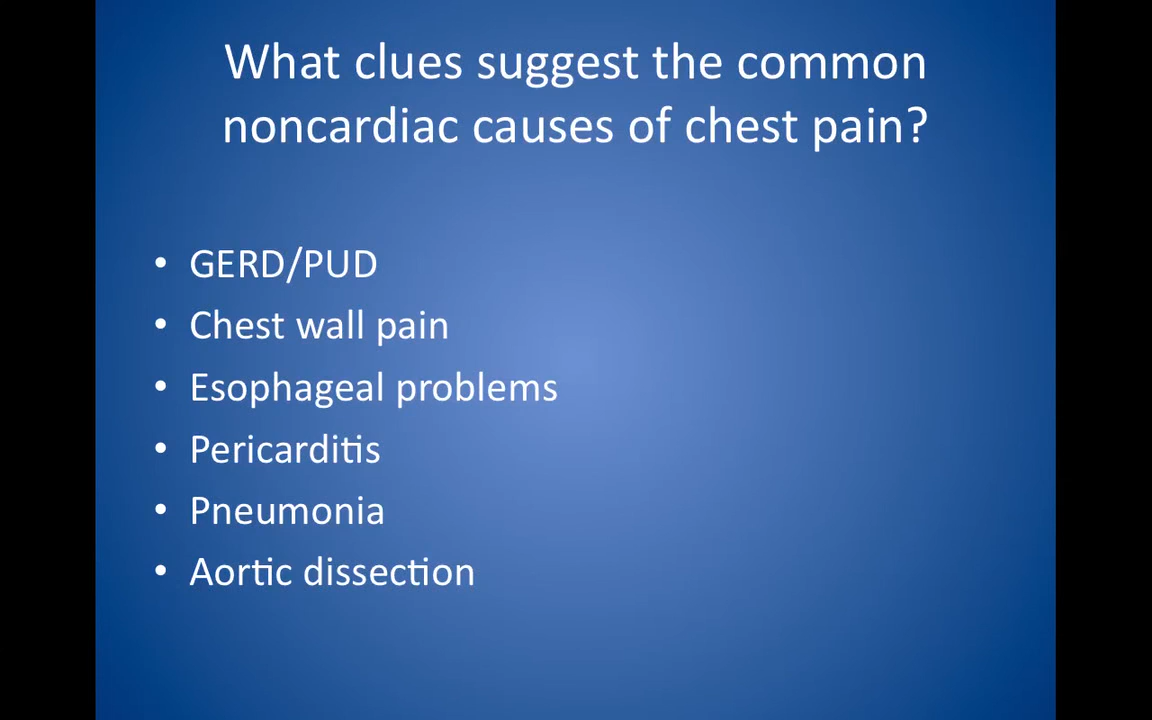 What clues suggest the common
noncardiac causes of chest pain?
• GERD/PUD
• Chest wall pain
• Esophageal problems
• Pericarditis
• Pneumonia
• Aortic dissection